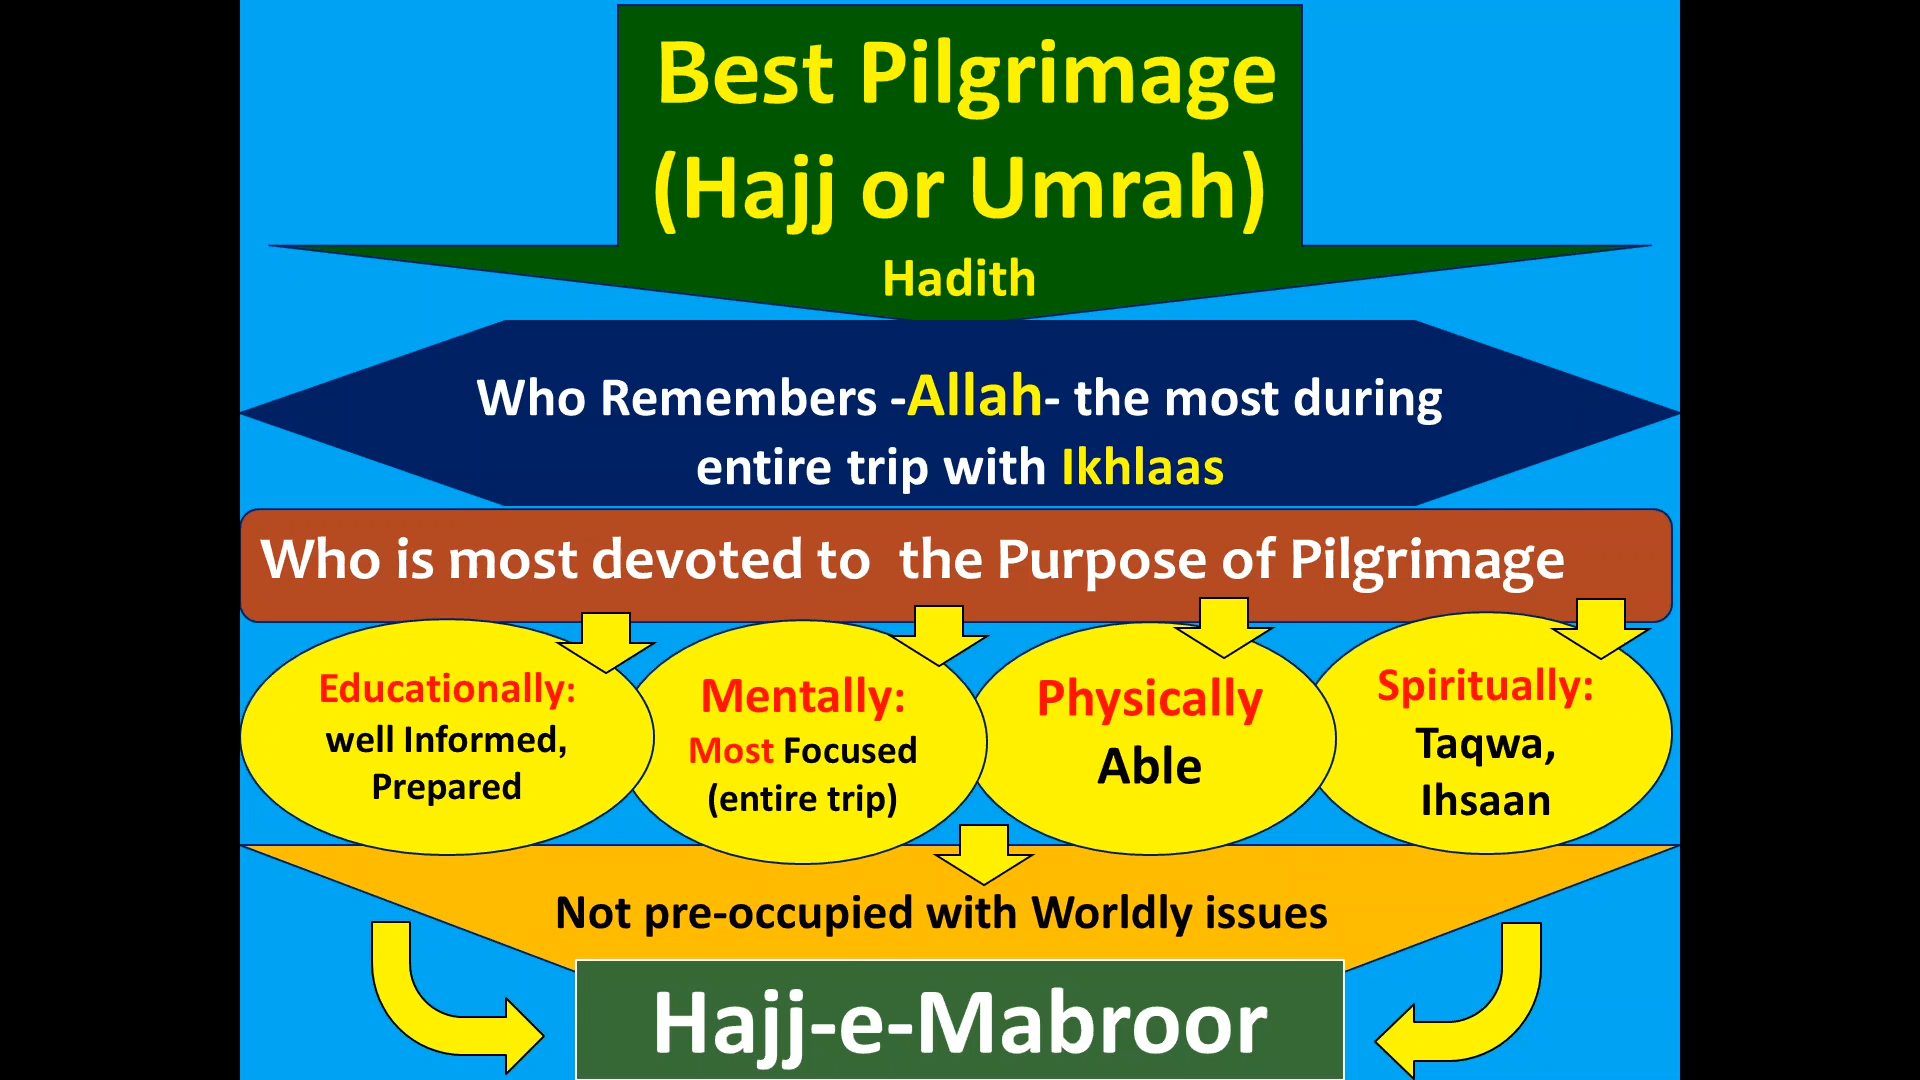 Best Pilgrimage
(Hajj or Umrah)
Hadith
Who Remembers -Allah- the most during
entire trip with Ikhlaas
Who is most devoted to the Purpose of Pilgrimage
Educationally:
well Informed,
Prepared
Mentally:
Most Focused
(entire trip)
Physically
Able
Spiritually:
Taqwa,
Ihsaan
Not pre-occupied with Worldly issues
Hajj-e-Mabroor